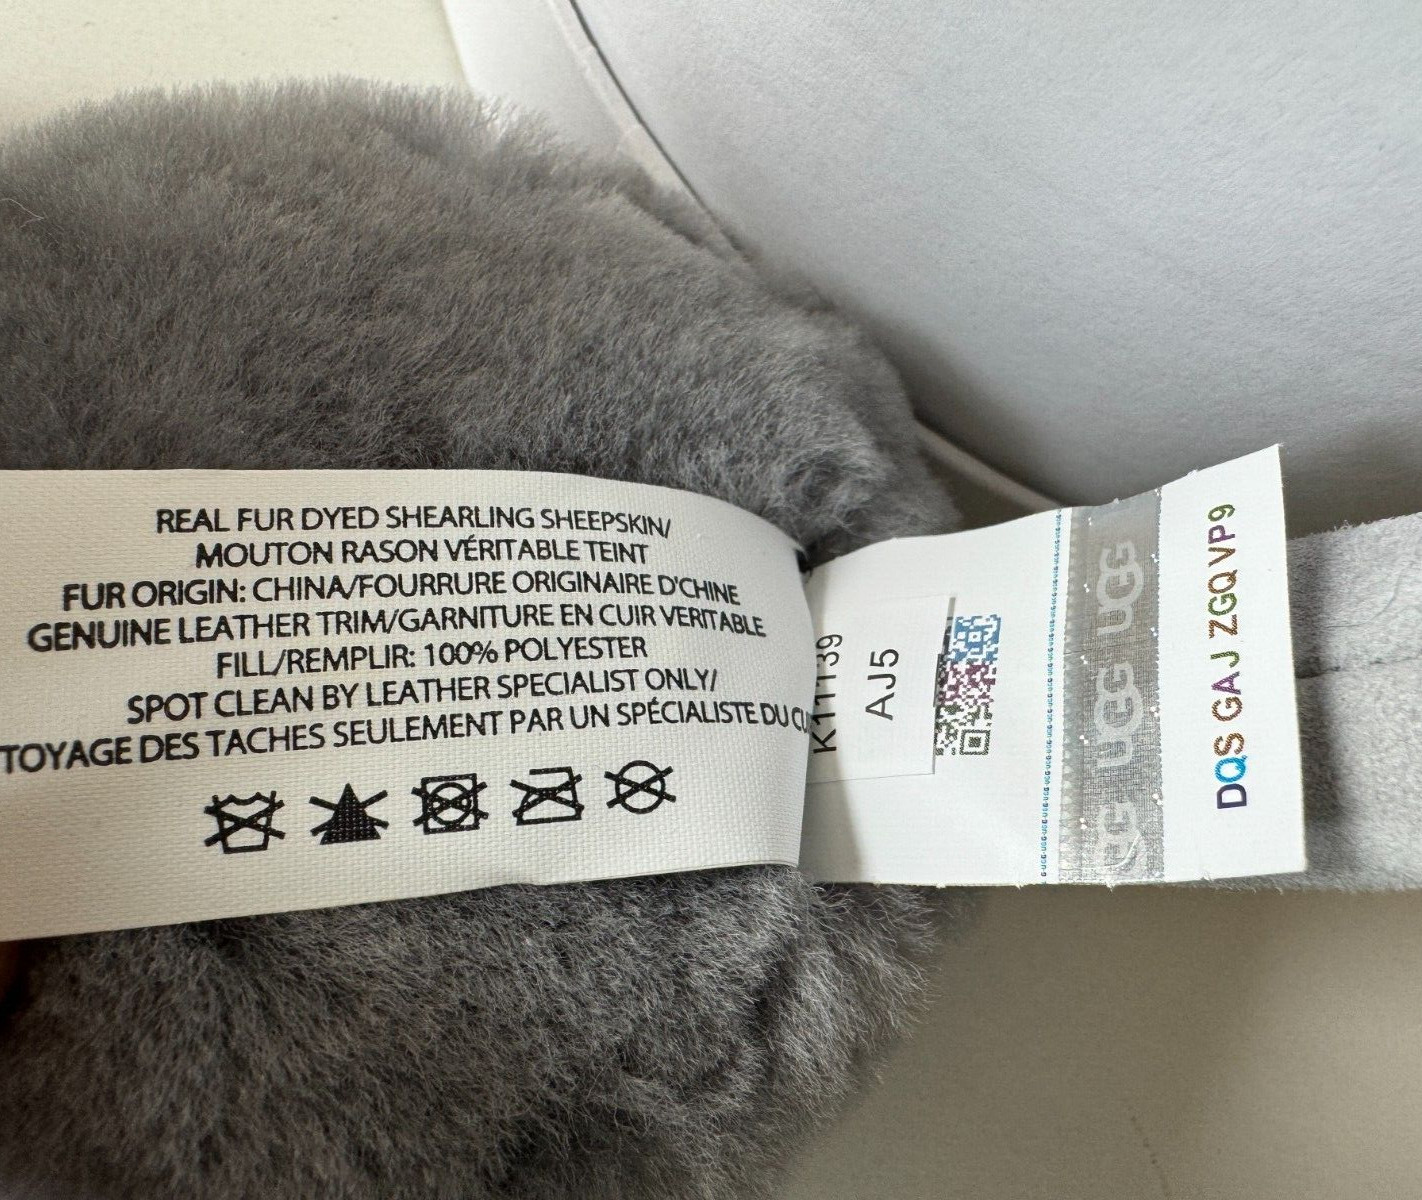 REAL FUR DYED SHEARLING SHEEPSKIN/
MOUTON RASON VÉRITABLE TEINT
FUR ORIGIN: CHINA/FOURRURE ORIGINAIRE D'CHINE
GENUINE LEATHER TRIM/GARNITURE EN CUIR VERITABLE
FILL/REMPLIR: 100% POLYESTER
SPOT CLEAN BY LEATHER SPECIALIST ONLY/
TOYAGE DES TACHES SEULEMENT PAR UN SPÉCIALISTE DU CU
AJ5
UGG UGG UGG
DQS GAJ ZGQ VP9